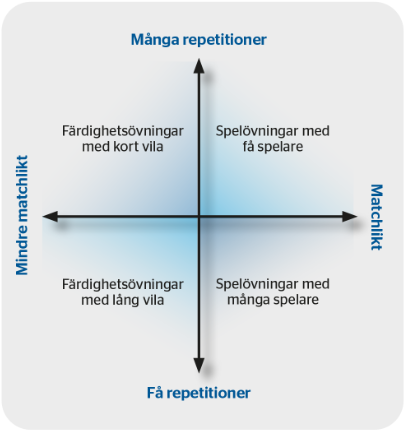 Många repetitioner
Färdighetsövningar
med kort vila
Spelövningar med
få spelare
Mindre matchlikt
Matchlikt
Färdighetsövningar
med lång vila
Spelövningar med
många spelare
Få repetitioner